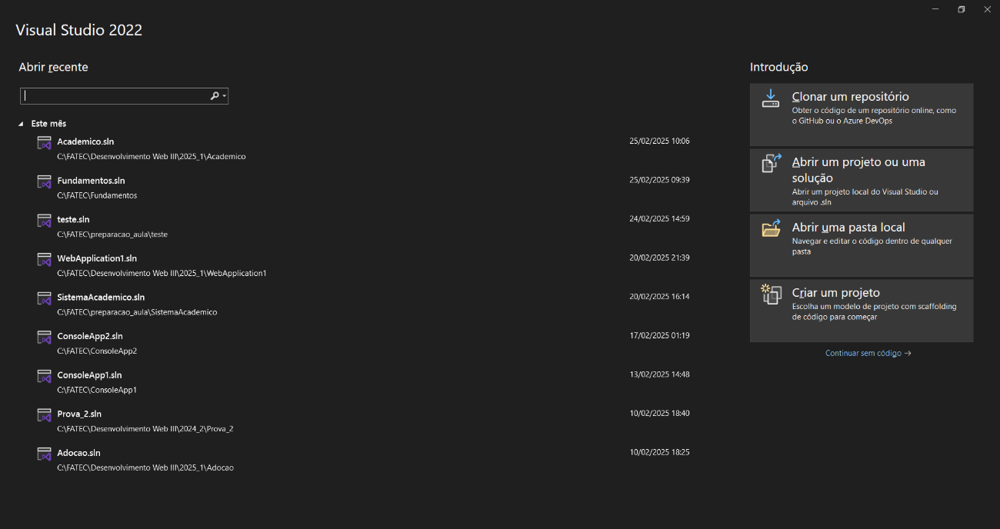 Visual Studio 2022
Abrir recente
Este mês
Academico.sln
25/02/2025 10:06
C:\FATEC\Desenvolvimento Web III\2025_1\Academico
Fundamentos.sln
25/02/2025 09:39
C:\FATEC\Fundamentos
teste.sln
24/02/2025 14:59
C:\FATEC\preparacao_aula\teste
WebApplication1.sln
20/02/2025 21:39
C:\FATEC\Desenvolvimento Web III\2025_1\WebApplication1
SistemaAcademico.sln
20/02/2025 16:14
C:\FATEC\preparacao_aula\SistemaAcademico
ConsoleApp2.sln
17/02/2025 01:19
C:\FATEC\ConsoleApp2
ConsoleApp1.sln
13/02/2025 14:48
C:\FATEC\ConsoleApp1
Prova_2.sln
10/02/2025 18:40
C:\FATEC\Desenvolvimento Web III\2024_2\Prova_2
Adocao.sln
10/02/2025 18:25
C:\FATEC\Desenvolvimento Web III\2025_1\Adocao
Introdução
Clonar um repositório
Obter o código de um repositório online, como
o GitHub ou o Azure DevOps
Abrir um projeto ou uma
solução
Abrir um projeto local do Visual Studio ou
arquivo .sln
Abrir uma pasta local
Navegar e editar o código dentro de qualquer
pasta
Criar um projeto
Escolha um modelo de projeto com scaffolding
de código para começar
Continuar sem código →